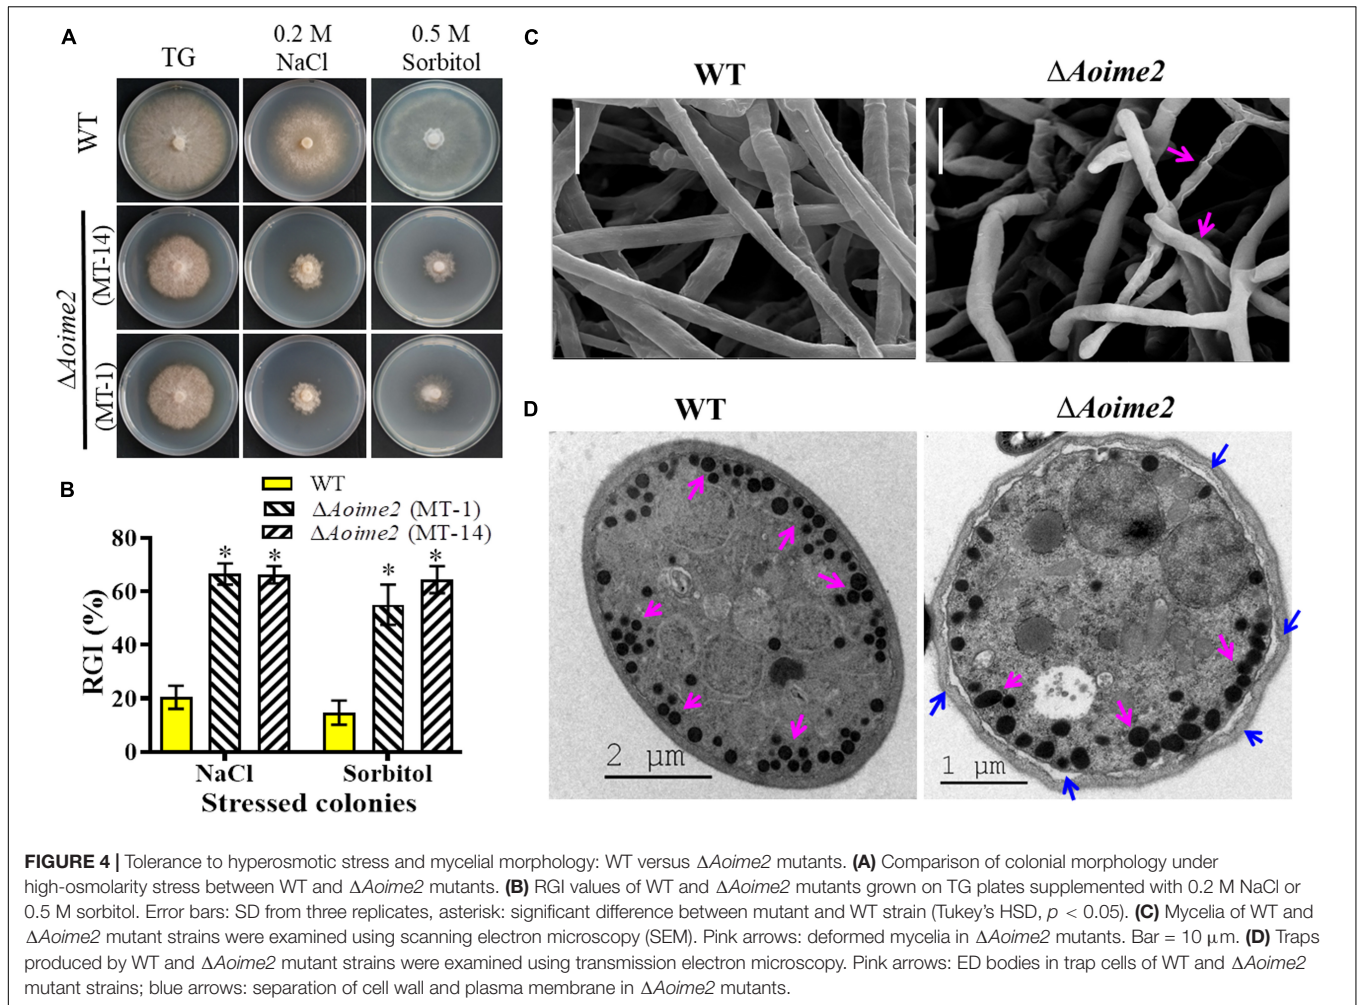 A
TG
0.2 M
NaCl
0.5 M
Sorbitol
WT
ΔAoime2
(MT-14)
(MT-1)
B
WT
ΔAoime2 (MT-1)
ΔAoime2 (MT-14)
RGI (%)
80
60
40
20
0
* * * *
NaCl Sorbitol
Stressed colonies
C
WT ΔAoime2
D
WT ΔAoime2
2 μm
1 μm
FIGURE 4 | Tolerance to hyperosmotic stress and mycelial morphology: WT versus ΔAoime2 mutants. (A) Comparison of colonial morphology under
high-osmolarity stress between WT and ΔAoime2 mutants. (B) RGI values of WT and ΔAoime2 mutants grown on TG plates supplemented with 0.2 M NaCl or
0.5 M sorbitol. Error bars: SD from three replicates, asterisk: significant difference between mutant and WT strain (Tukey's HSD, p < 0.05). (C) Mycelia of WT and
ΔAoime2 mutant strains were examined using scanning electron microscopy (SEM). Pink arrows: deformed mycelia in ΔAoime2 mutants. Bar = 10 μm. (D) Traps
produced by WT and ΔAoime2 mutant strains were examined using transmission electron microscopy. Pink arrows: ED bodies in trap cells of WT and ΔAoime2
mutant strains; blue arrows: separation of cell wall and plasma membrane in ΔAoime2 mutants.